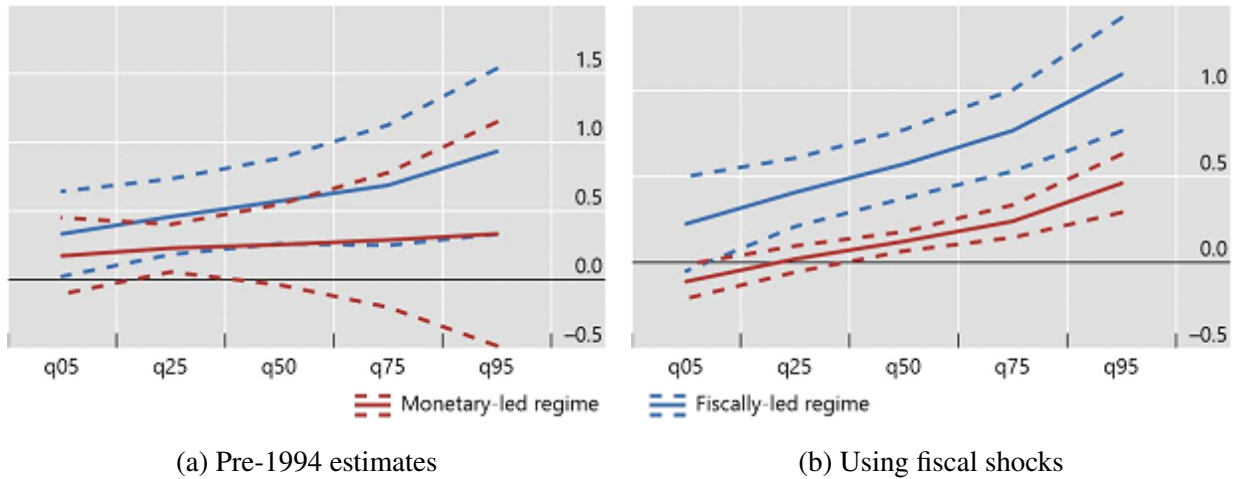 1.5
1.0
0.5
0.0
–0.5
q05 q25 q50 q75 q95
1.0
0.5
0.0
–0.5
q05 q25 q50 q75 q95
Monetary-led regime Fiscally-led regime
(a) Pre-1994 estimates
(b) Using fiscal shocks